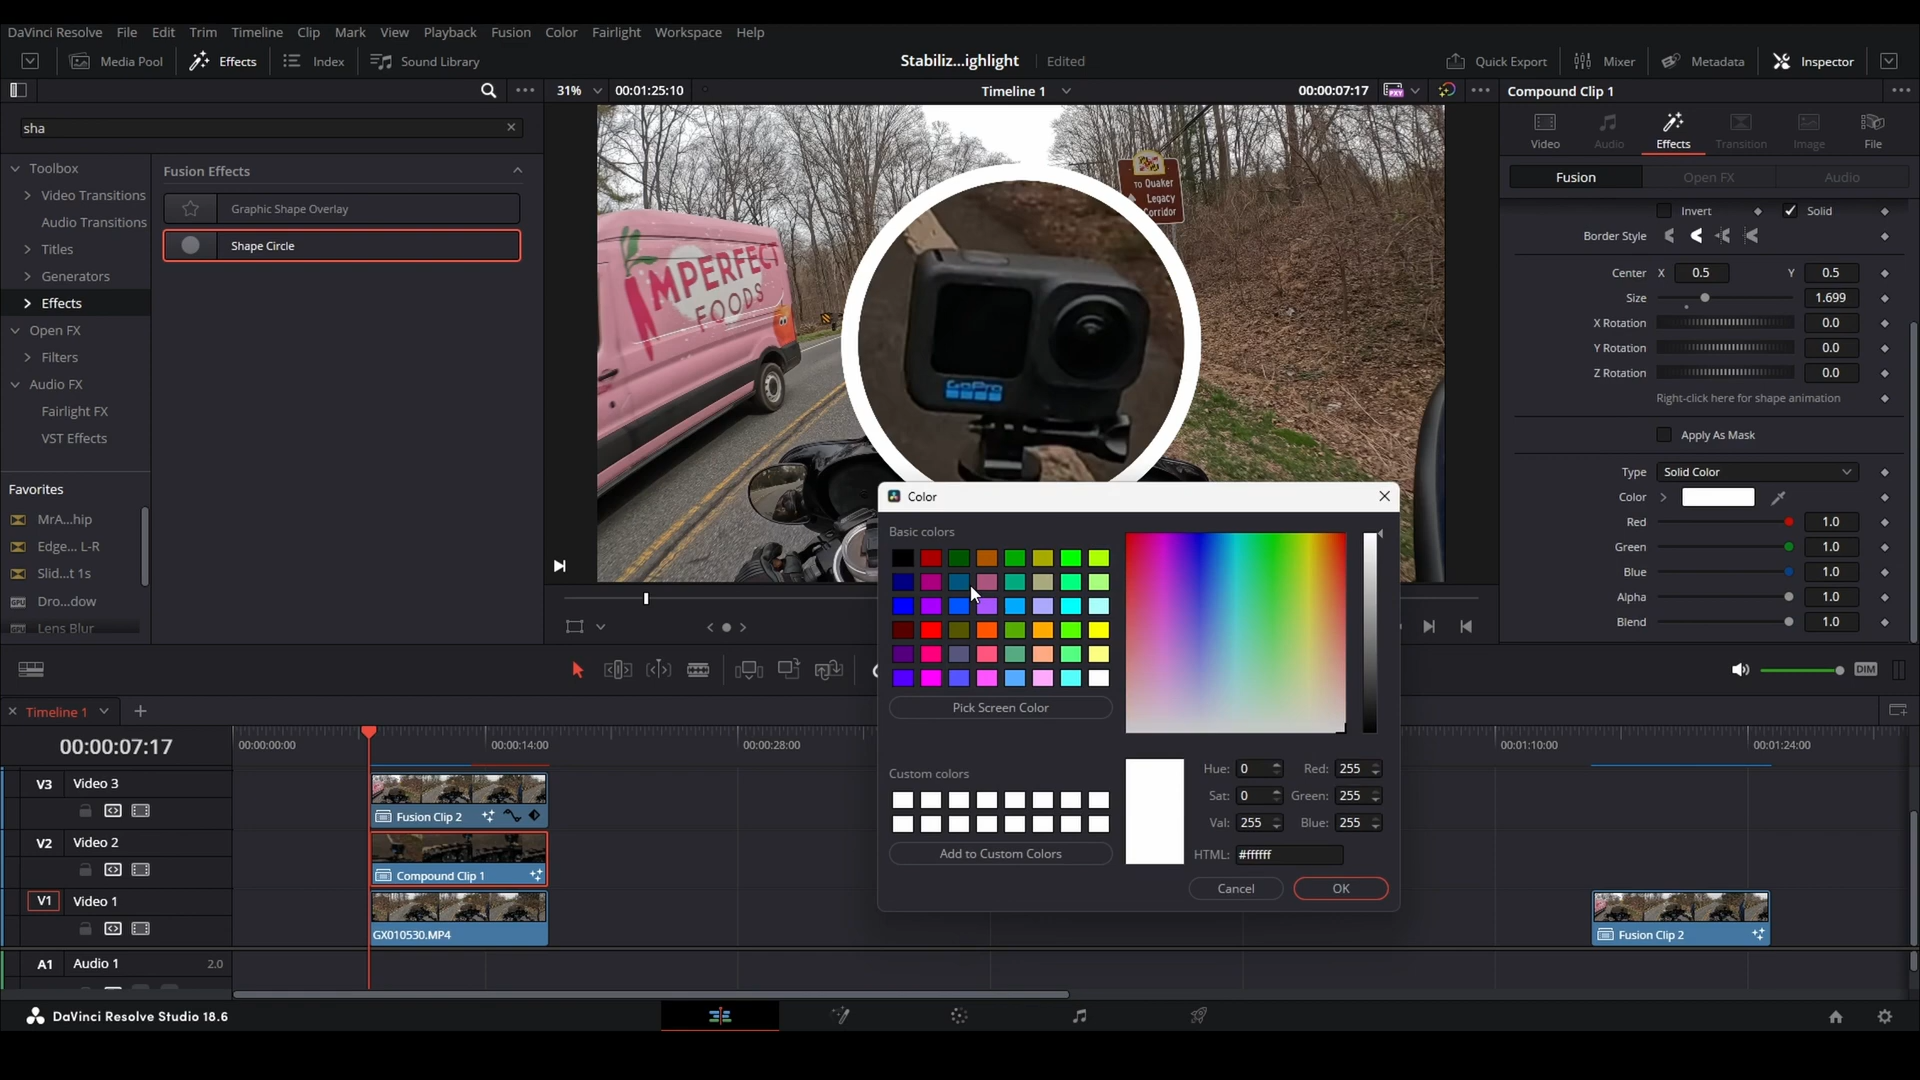 DaVinci Resolve File Edit Trim Timeline Clip Mark View Playback Fusion Color Fairlight Workspace Help
Media Pool Effects Index Sound Library Stabiliz...ighlight Edited Quick Export Mixer Metadata Inspector
31% 00:01:25:10 Timeline 1 00:00:07:17 Compound Clip 1
sha
Video Audio Effects Transition Image File
Toolbox
Video Transitions
Audio Transitions
Titles
Generators
Effects
Open FX
Filters
Audio FX
Fairlight FX
VST Effects
Favorites
MrA...hip
Edge... L-R
Slid...t 1s
Dro...dow
Lens Blur
Fusion Effects
Graphic Shape Overlay
Shape Circle
IMPERFECT
FOODS
TO Quaker
Legacy
Corridor
GoPro
Fusion Open FX Audio
Invert Solid
Border Style
Center X 0.5 Y 0.5
Size 1.699
X Rotation 0.0
Y Rotation 0.0
Z Rotation 0.0
Right-click here for shape animation
Apply As Mask
Type Solid Color
Color
Red 1.0
Green 1.0
Blue 1.0
Alpha 1.0
Blend 1.0
Color
Basic colors
Pick Screen Color
Custom colors
Add to Custom Colors
Hue: 0 Red: 255
Sat: 0 Green: 255
Val: 255 Blue: 255
HTML: #ffffff
Cancel OK
DIM
Timeline 1
00:00:07:17 00:00:00:00 00:00:14:00 00:00:28:00 00:01:10:00 00:01:24:00
V3 Video 3
Fusion Clip 2
V2 Video 2
Compound Clip 1
V1 Video 1
GX010530.MP4
Fusion Clip 2
A1 Audio 1 2.0
DaVinci Resolve Studio 18.6